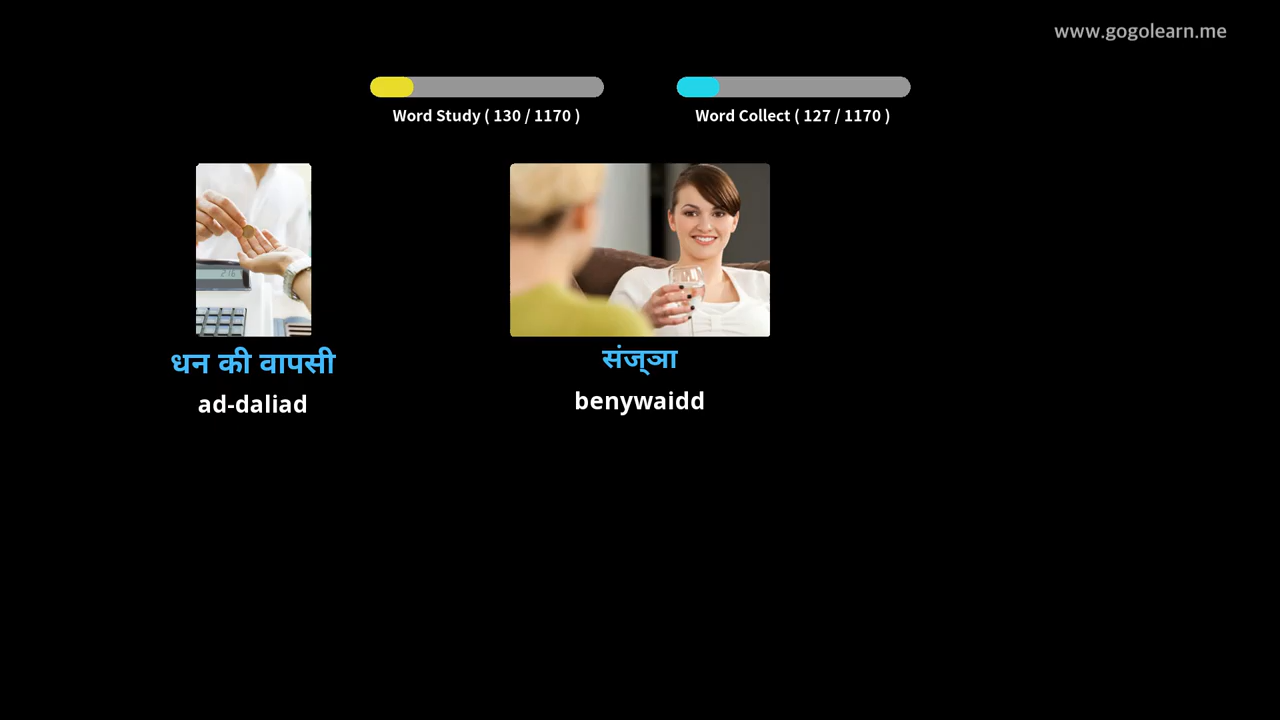 www.gogolearn.me
Word Study ( 130 / 1170 )
Word Collect ( 127 / 1170 )
धन की वापसी
ad-daliad
संज्ञा
benywaidd